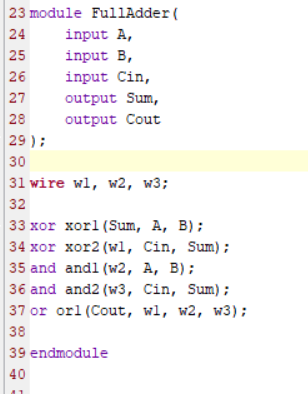 23 module FullAdder(
24 input A,
25 input B,
26 input Cin,
27 output Sum,
28 output Cout
29 );
30
31 wire w1, w2, w3;
32
33 xor xor1(Sum, A, B);
34 xor xor2(w1, Cin, Sum);
35 and and1(w2, A, B);
36 and and2(w3, Cin, Sum);
37 or or1(Cout, w1, w2, w3);
38
39 endmodule
40